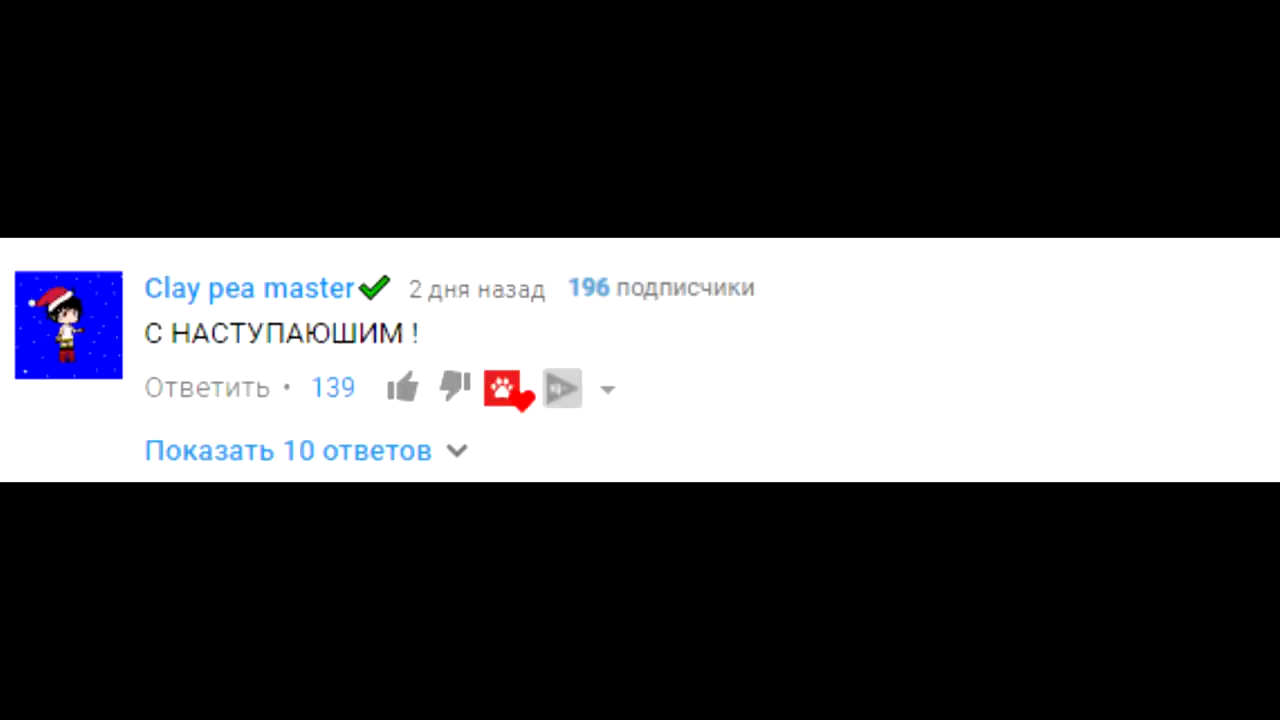 Clay pea master 2 дня назад 196 подписчики
С НАСТУПАЮШИМ !
Ответить • 139
Показать 10 ответов